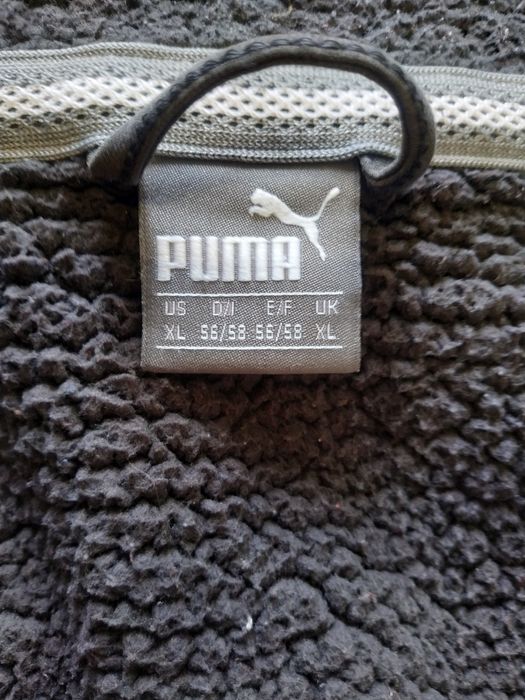 PUMA
US D/I E/F UK
XL 56/58 56/58 XL